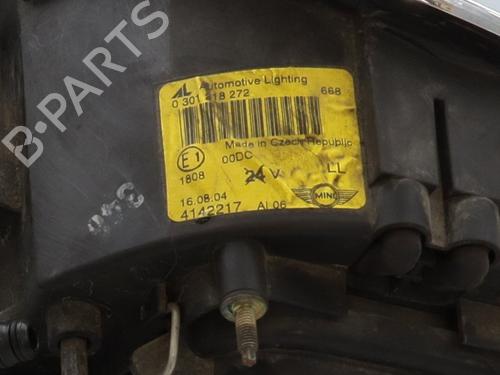 B-PARTS
AL Automotive Lighting
0 301 218 272 668
Made in Czech Republic
E1 00DC
1808 24V LL
16.08.04 MINI
4142217 AI 06